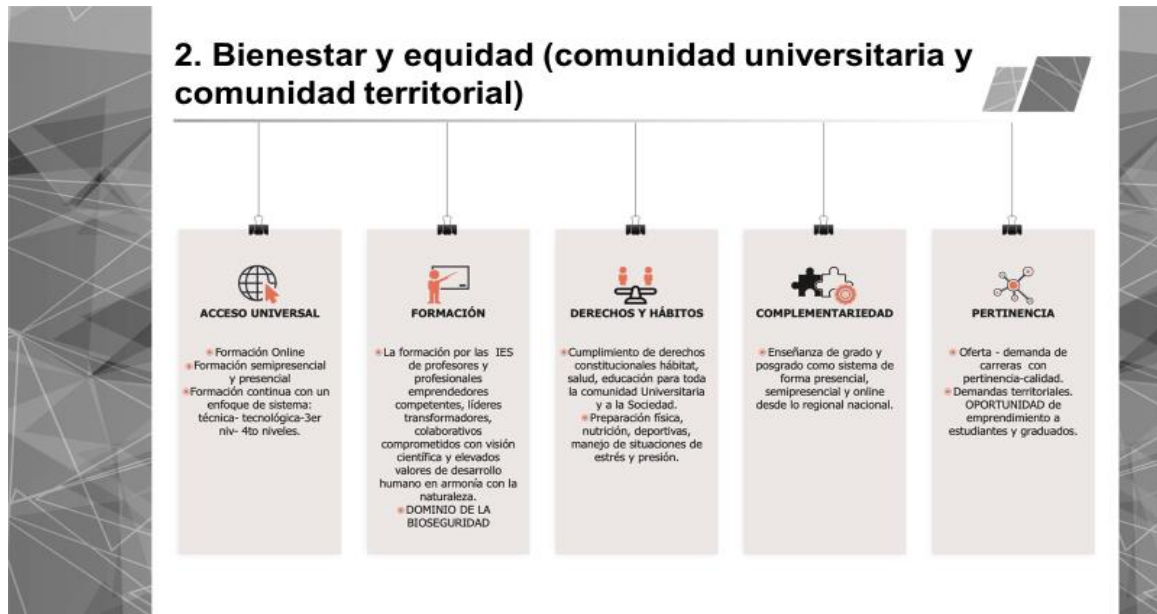 2. Bienestar y equidad (comunidad universitaria y
comunidad territorial)
ACCESO UNIVERSAL
Formación Online
Formación semipresencial
y presencial
Formación continua con un
enfoque de sistema:
técnica- tecnológica-3er
niv- 4to niveles.
FORMACIÓN
La formación por las IES
de profesores y
profesionales
emprendedores
competentes, líderes
transformadores,
colaborativos
comprometidos con visión
científica y elevados
valores de desarrollo
humano en armonía con la
naturaleza.
DOMINIO DE LA
BIOSEGURIDAD
DERECHOS Y HÁBITOS
Cumplimiento de derechos
constitucionales hábitat,
salud, educación para toda
la comunidad Universitaria
y a la Sociedad.
Preparación física,
nutrición, deportivas,
manejo de situaciones de
estrés y presión.
COMPLEMENTARIEDAD
Enseñanza de grado y
posgrado como sistema de
forma presencial,
semipresencial y online
desde lo regional nacional.
PERTINENCIA
Oferta - demanda de
carreras con
pertinencia-calidad.
Demandas territoriales.
OPORTUNIDAD de
emprendimiento a
estudiantes y graduados.